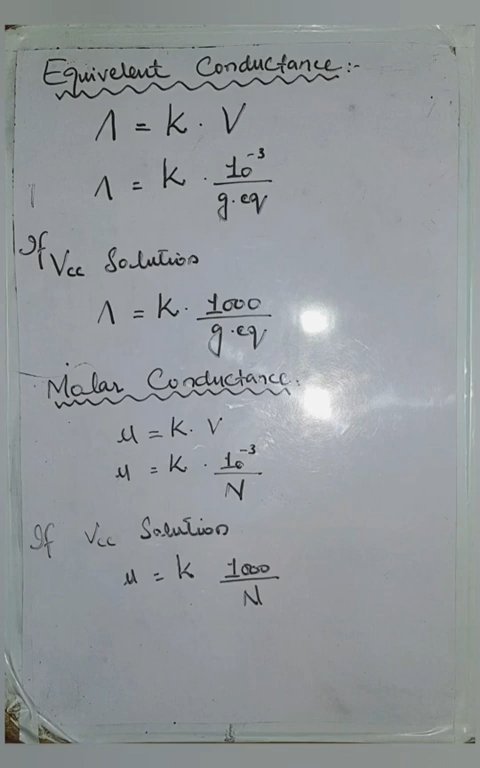 Equivelent Conductance:-
Λ = K . V
Λ = K . 10⁻³/g.eq
If Vcc Solution
Λ = K . 1000/g.eq
Molar Conductance.
μ = K. V
μ = K . 10⁻³/N
If Vcc Solution
μ = K 1000/N